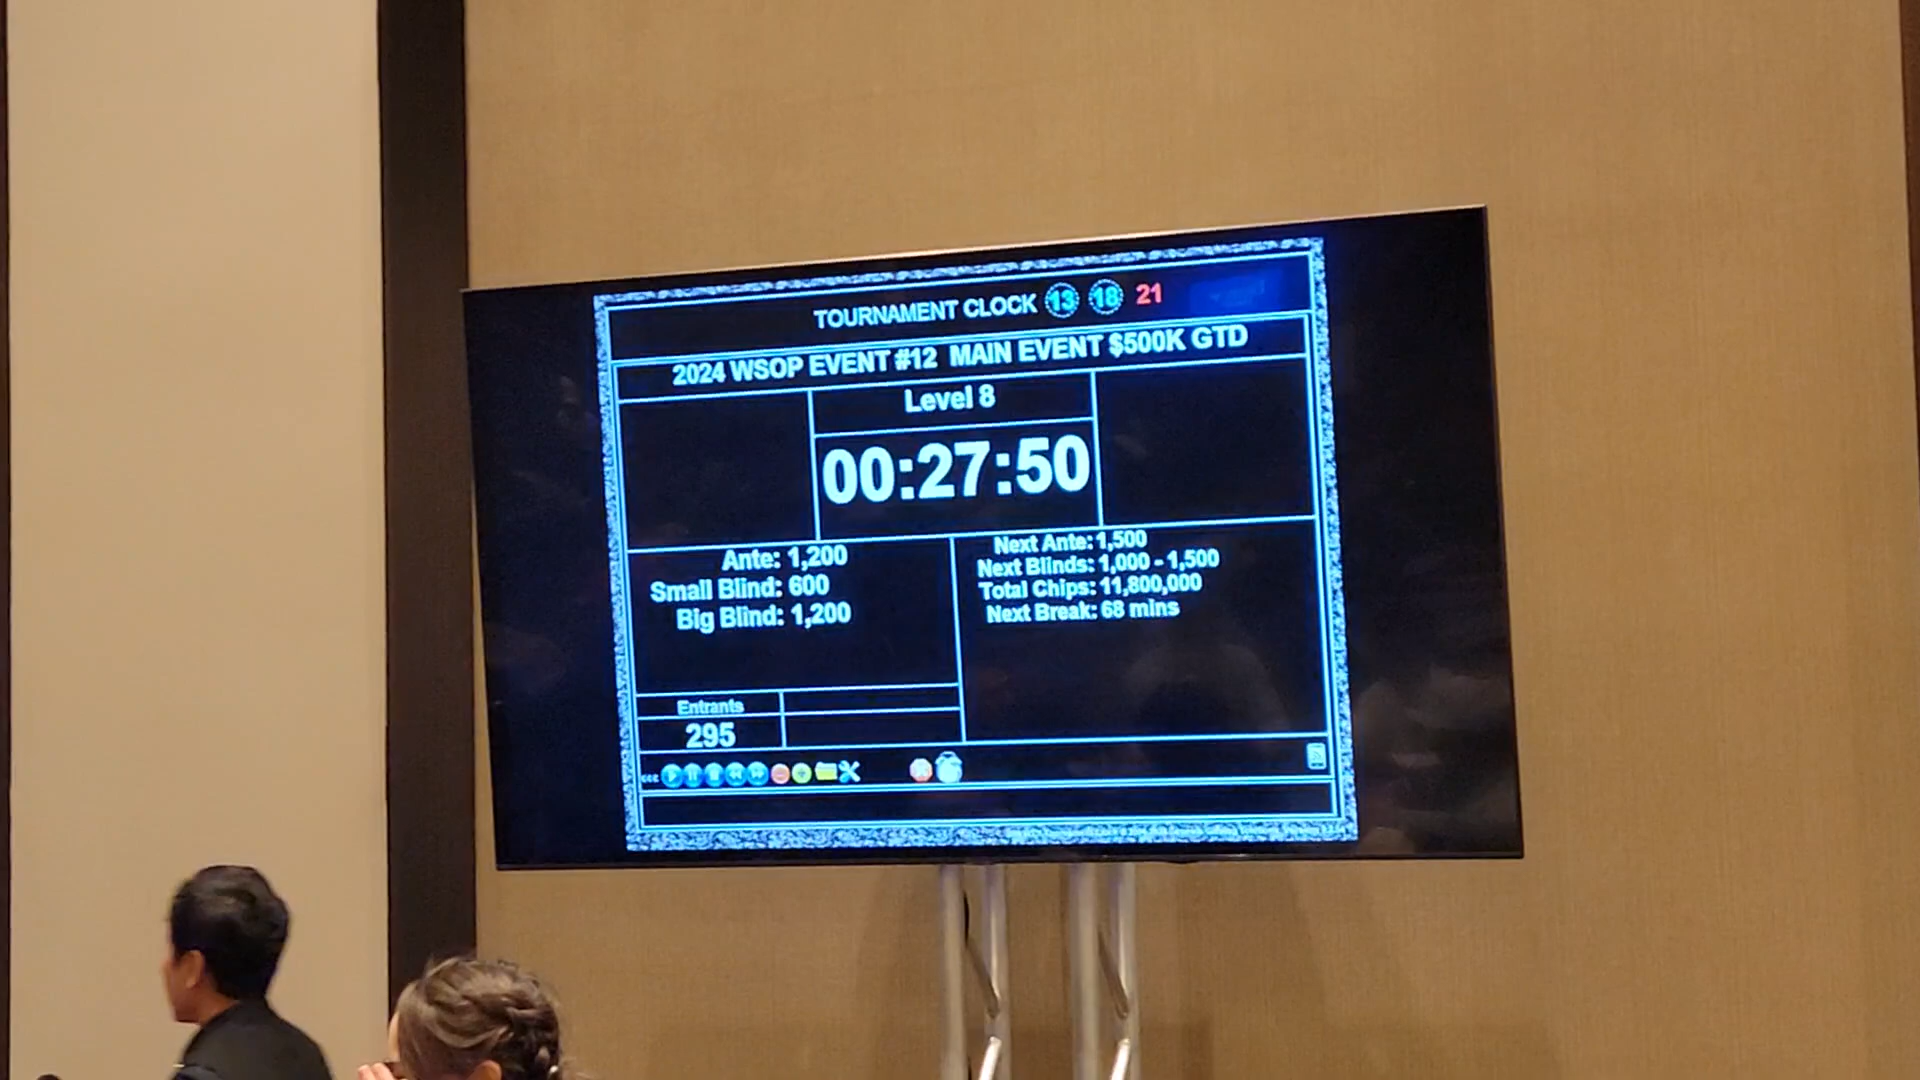 TOURNAMENT CLOCK 13 18 21
2024 WSOP EVENT #12 MAIN EVENT $500K GTD
Level 8
00:27:50
Ante: 1,200
Small Blind: 600
Big Blind: 1,200
Next Ante: 1,500
Next Blinds: 1,000 - 1,500
Total Chips: 11,800,000
Next Break: 68 mins
Entrants
295